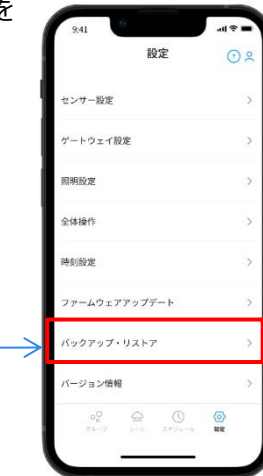 を
9:41
設定
センサー設定
ゲートウェイ設定
照明設定
全体操作
時刻設定
ファームウェアアップデート
バックアップ・リストア
バージョン情報
グループ シーン スケジュール 設定